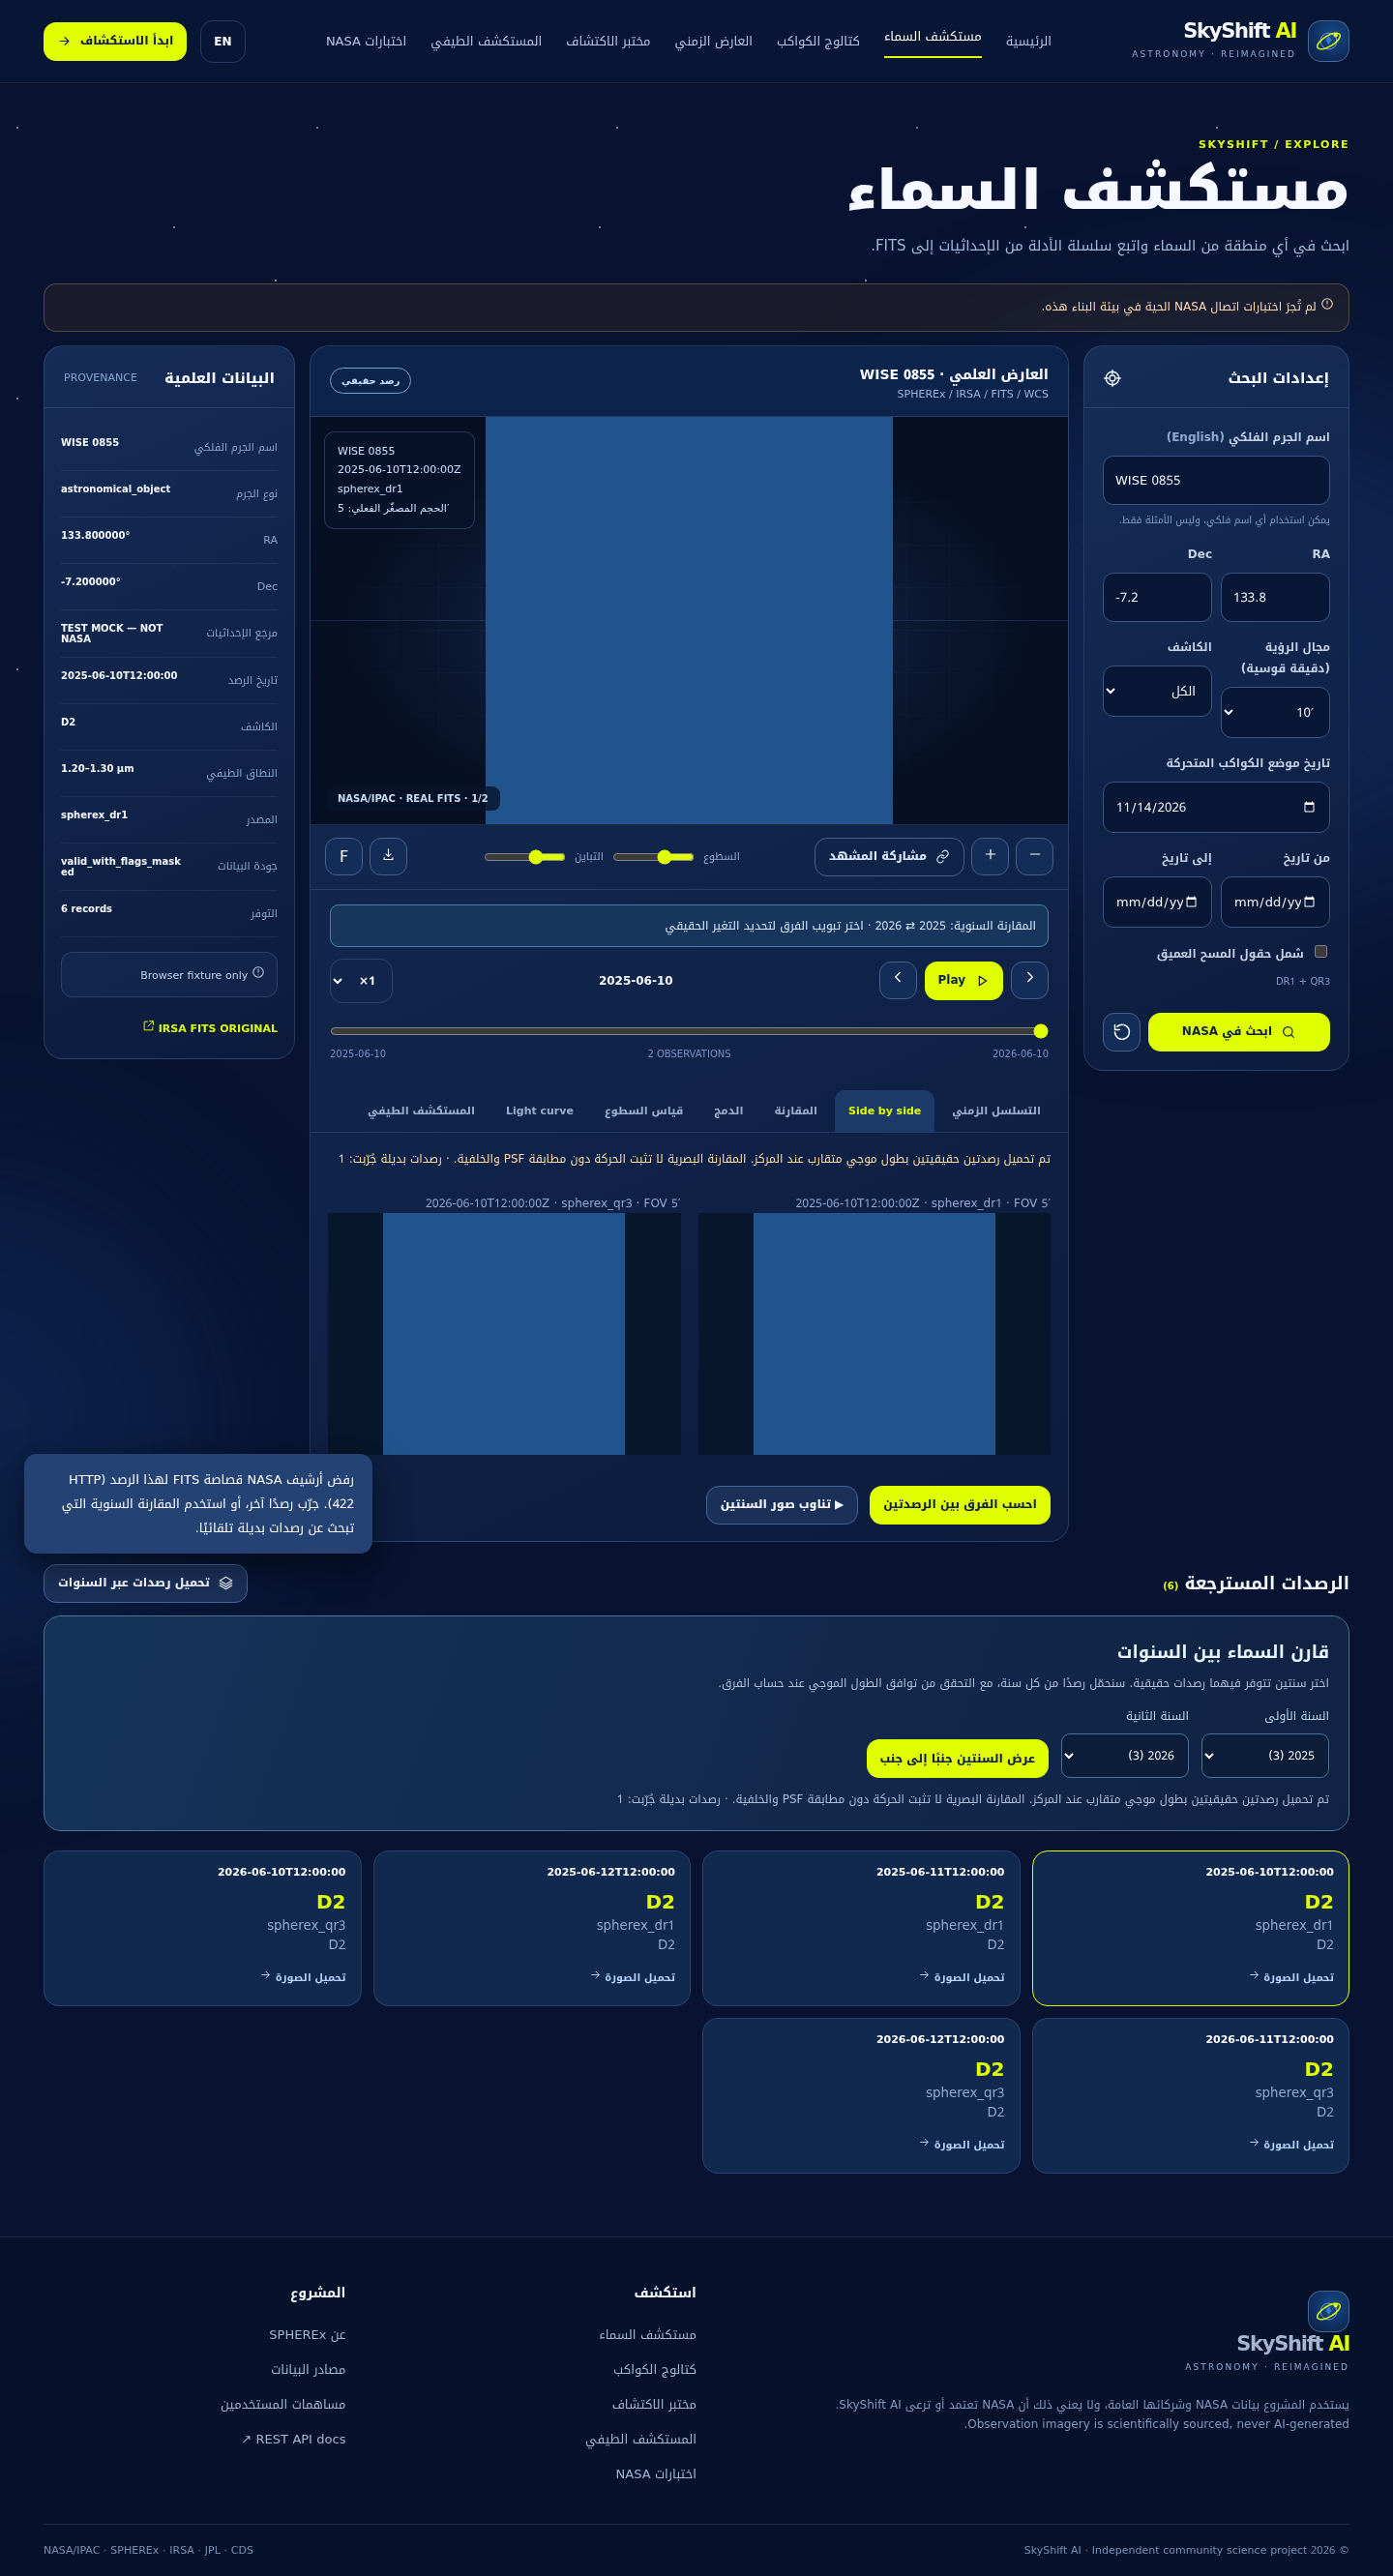 SkyShift AI
ASTRONOMY · REIMAGINED
الرئيسية
مستكشف السماء
كتالوج الكواكب
العارض الزمني
مختبر الاكتشاف
المستكشف الطيفي
اختبارات NASA
EN
ابدأ الاستكشاف →
SKYSHIFT / EXPLORE
مستكشف السماء
ابحث في أي منطقة من السماء واتبع سلسلة الأدلة من الإحداثيات إلى FITS.
لم تُجرَ اختبارات اتصال NASA الحية في بيئة البناء هذه.
إعدادات البحث
اسم الجرم الفلكي (English)
WISE 0855
يمكن استخدام أي اسم فلكي، وليس الأمثلة فقط.
RA
Dec
133.8
-7.2
مجال الرؤية (دقيقة قوسية)
الكاشف
10′
الكل
تاريخ موضع الكواكب المتحركة
11/14/2026
من تاريخ
إلى تاريخ
mm/dd/yy
mm/dd/yy
شمل حقول المسح العميق
DR1 + QR3
ابحث في NASA
العارض العلمي · WISE 0855
SPHEREx / IRSA / FITS / WCS
رصد حقيقي
WISE 0855
2025-06-10T12:00:00Z
spherex_dr1
الحجم المصغّر الفعلي: 5′
NASA/IPAC · REAL FITS · 1/2
− +
مشاركة المشهد
السطوع
التباين
F
المقارنة السنوية: 2025 ⇄ 2026 · اختر تبويب الفرق لتحديد التغير الحقيقي
Play
2025-06-10
×1
2026-06-10
2 OBSERVATIONS
2025-06-10
التسلسل الزمني
Side by side
المقارنة
الدمج
قياس السطوع
Light curve
المستكشف الطيفي
تم تحميل رصدتين حقيقيتين بطول موجي متقارب عند المركز. المقارنة البصرية لا تثبت الحركة دون مطابقة PSF والخلفية. · رصدات بديلة جُرّبت: 1
2025-06-10T12:00:00Z · spherex_dr1 · FOV 5′
2026-06-10T12:00:00Z · spherex_qr3 · FOV 5′
احسب الفرق بين الرصدتين
▶ تناوب صور السنتين
البيانات العلمية
PROVENANCE
اسم الجرم الفلكي
WISE 0855
نوع الجرم
astronomical_object
RA
133.800000°
Dec
-7.200000°
مرجع الإحداثيات
TEST MOCK — NOT NASA
تاريخ الرصد
2025-06-10T12:00:00
الكاشف
D2
النطاق الطيفي
1.20–1.30 µm
المصدر
spherex_dr1
جودة البيانات
valid_with_flags_masked
التوفر
6 records
Browser fixture only
IRSA FITS ORIGINAL
رفض أرشيف NASA قصاصة FITS لهذا الرصد (HTTP
422). جرّب رصدًا آخر، أو استخدم المقارنة السنوية التي
تبحث عن رصدات بديلة تلقائيًا.
الرصدات المسترجعة (6)
تحميل رصدات عبر السنوات
قارن السماء بين السنوات
اختر سنتين تتوفر فيهما رصدات حقيقية. سنحمّل رصدًا من كل سنة، مع التحقق من توافق الطول الموجي عند حساب الفرق.
السنة الأولى
السنة الثانية
2025 (3)
2026 (3)
عرض السنتين جنبًا إلى جنب
تم تحميل رصدتين حقيقيتين بطول موجي متقارب عند المركز. المقارنة البصرية لا تثبت الحركة دون مطابقة PSF والخلفية. · رصدات بديلة جُرّبت: 1
2025-06-10T12:00:00
D2
spherex_dr1
D2
تحميل الصورة →
2025-06-11T12:00:00
D2
spherex_dr1
D2
تحميل الصورة →
2025-06-12T12:00:00
D2
spherex_dr1
D2
تحميل الصورة →
2026-06-10T12:00:00
D2
spherex_qr3
D2
تحميل الصورة →
2026-06-11T12:00:00
D2
spherex_qr3
D2
تحميل الصورة →
2026-06-12T12:00:00
D2
spherex_qr3
D2
تحميل الصورة →
SkyShift AI
ASTRONOMY · REIMAGINED
يستخدم المشروع بيانات NASA وشركائها العامة، ولا يعني ذلك أن NASA تعتمد أو ترعى SkyShift AI.
Observation imagery is scientifically sourced, never AI-generated.
استكشف
مستكشف السماء
كتالوج الكواكب
مختبر الاكتشاف
المستكشف الطيفي
اختبارات NASA
المشروع
عن SPHEREx
مصادر البيانات
مساهمات المستخدمين
REST API docs ↗
© 2026 SkyShift AI · Independent community science project
NASA/IPAC · SPHEREx · IRSA · JPL · CDS